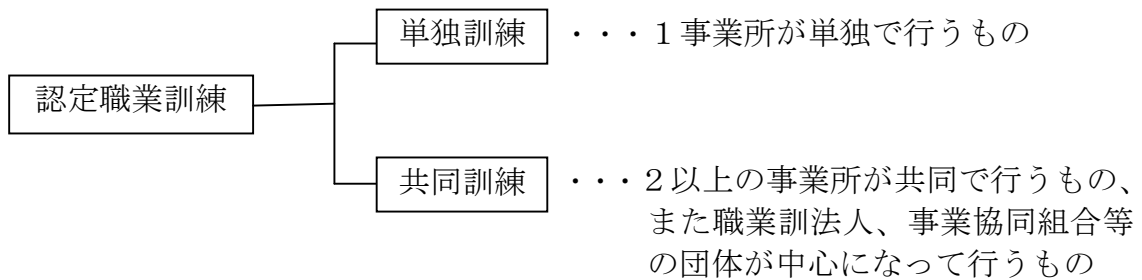 単独訓練 ・・・1事業所が単独で行うもの
認定職業訓練
共同訓練 ・・・2以上の事業所が共同で行うもの、
また職業訓法人、事業協同組合等
の団体が中心になって行うもの